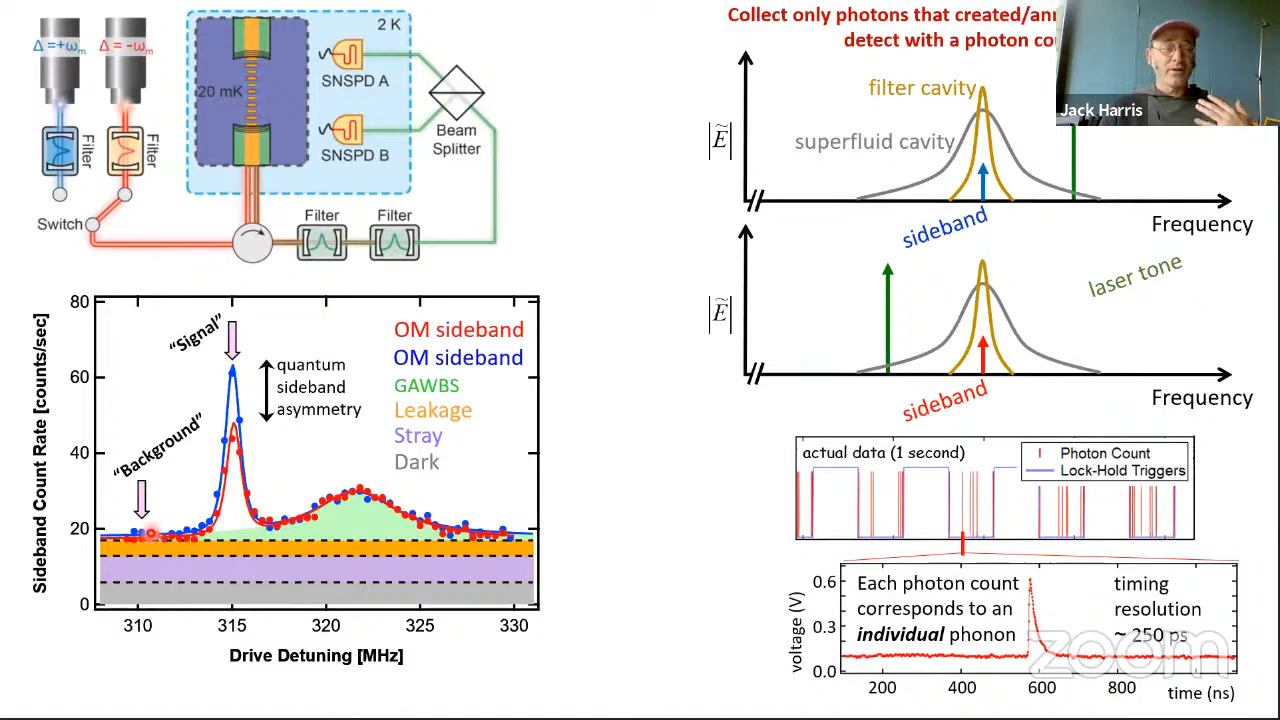 Δ =+ωm
Δ =-ωm
Filter
Filter
Switch
20 mK
2 K
SNSPD A
SNSPD B
Beam
Splitter
Filter
Filter
Collect only photons that created/
detect with a photon
Jack Harris
filter cavity
superfluid cavity
|Ẽ|
sideband
Frequency
laser tone
|Ẽ|
sideband
Frequency
Sideband Count Rate [counts/sec]
80
60
40
20
0
"Signal"
"Background"
quantum
sideband
asymmetry
OM sideband
OM sideband
GAWBS
Leakage
Stray
Dark
310
315
320
325
330
Drive Detuning [MHz]
actual data (1 second)
Photon Count
Lock-Hold Triggers
voltage (V)
0.6
0.3
0.0
Each photon count
corresponds to an
individual phonon
timing
resolution
~ 250 ps
zoom
200
400
600
800
time (ns)